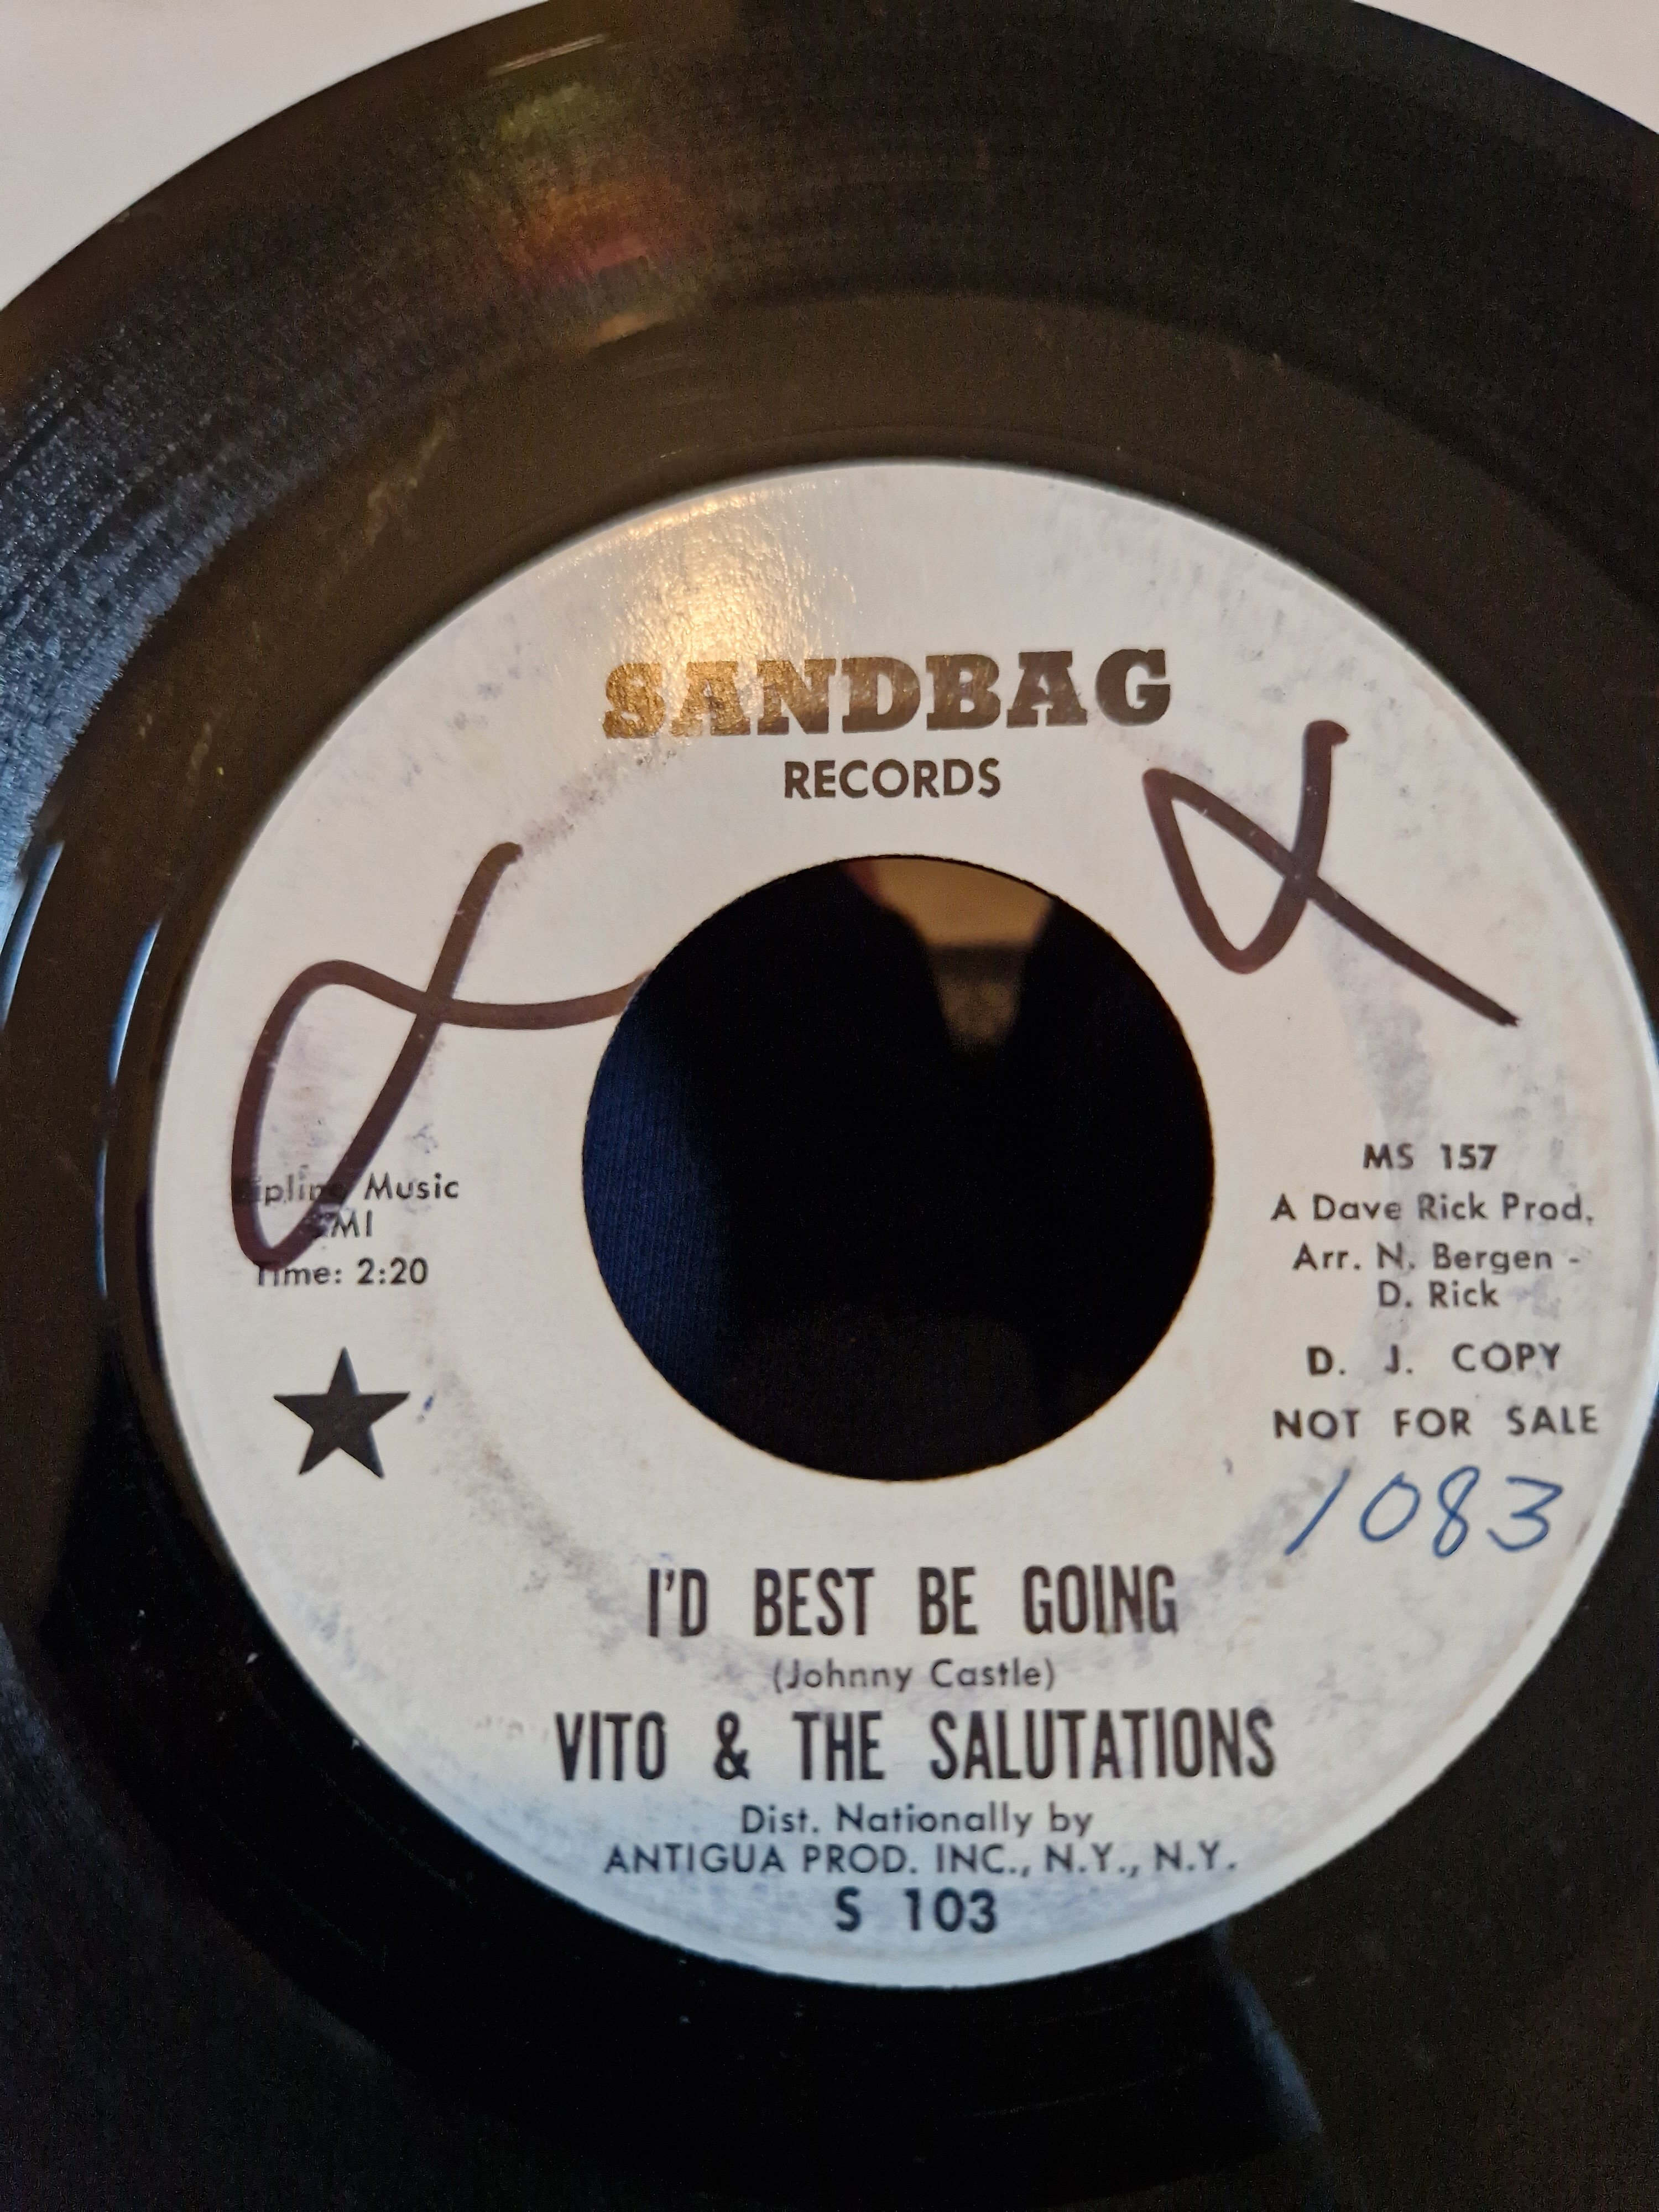 SANDBAG
RECORDS
Music
Time: 2:20
MS 157
A Dave Rick Prod.
Arr. N. Bergen -
D. Rick
D. J. COPY
NOT FOR SALE
1083
I'D BEST BE GOING
(Johnny Castle)
VITO & THE SALUTATIONS
Dist. Nationally by
ANTIGUA PROD. INC., N.Y., N.Y.
S 103